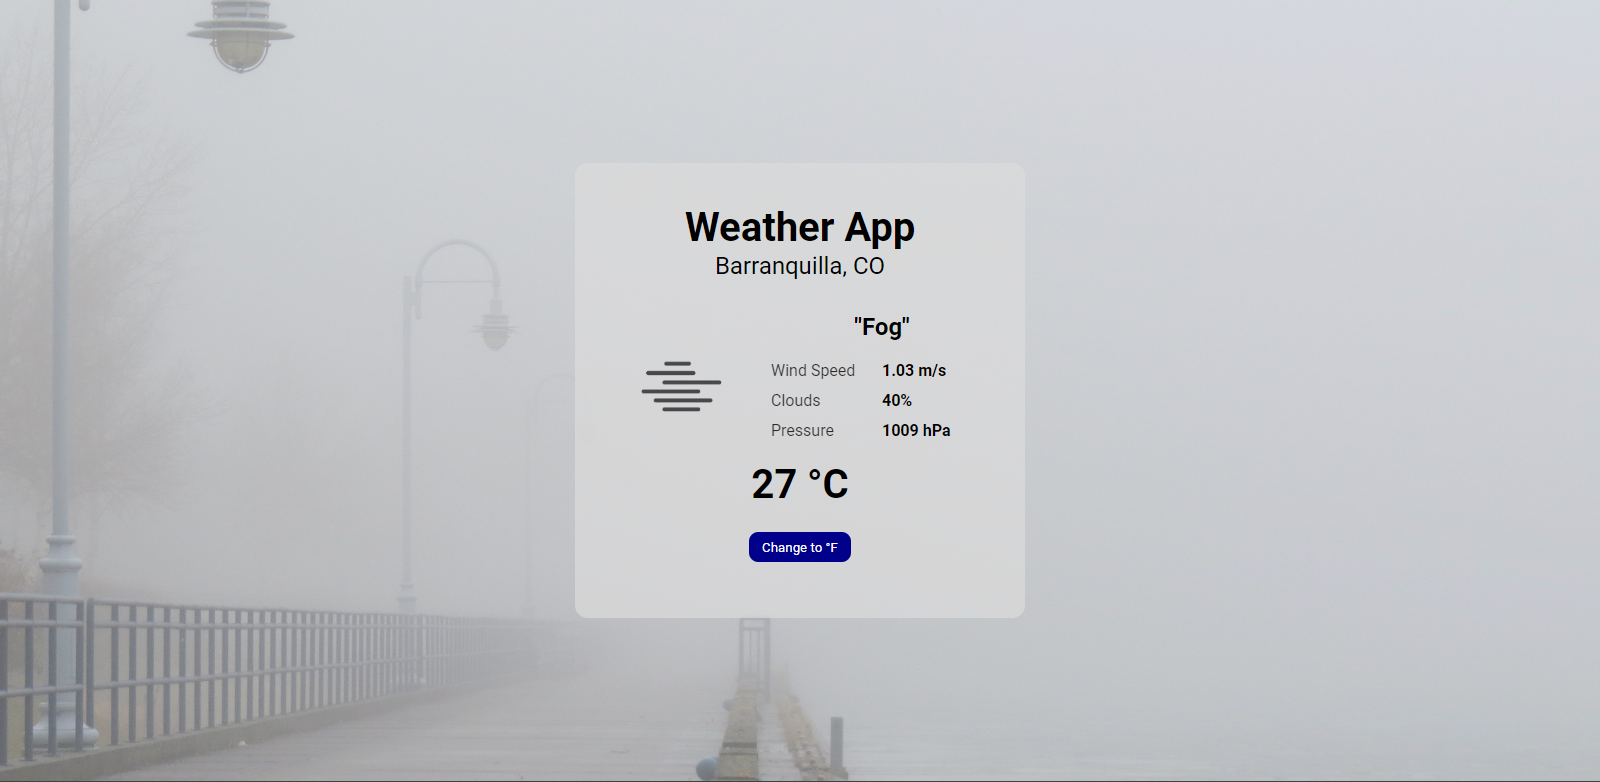 Weather App
Barranquilla, CO
"Fog"
Wind Speed 1.03 m/s
Clouds 40%
Pressure 1009 hPa
27 °C
Change to °F